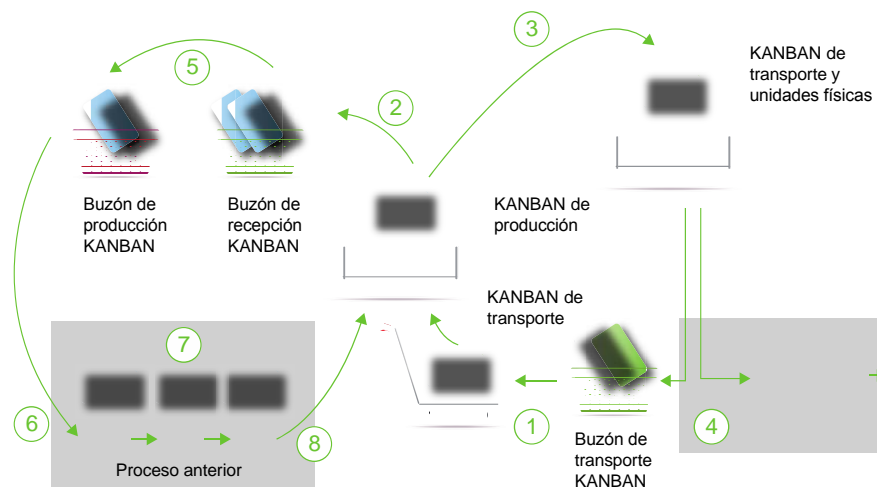 3
KANBAN de
transporte y
unidades físicas
5
2
Buzón de
producción
KANBAN
Buzón de
recepción
KANBAN
KANBAN de
producción
KANBAN de
transporte
7
6
8
1
4
Proceso anterior
Buzón de
transporte
KANBAN